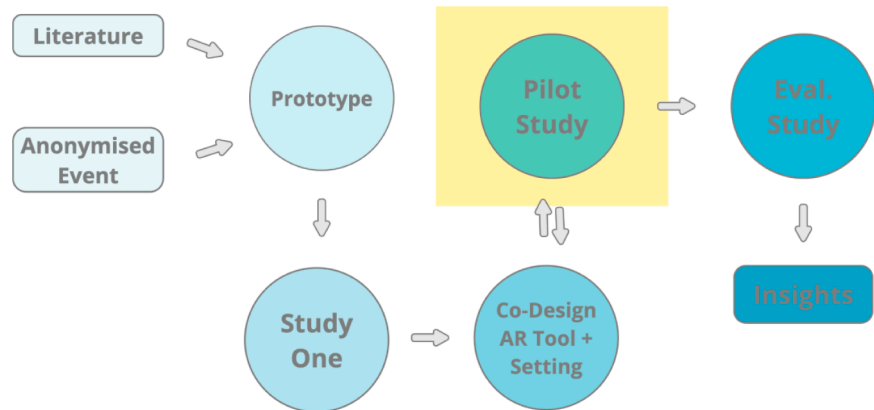 Literature
Anonymised
Event
Prototype
Study
One
Co-Design
AR Tool +
Setting
Pilot
Study
Eval.
Study
Insights